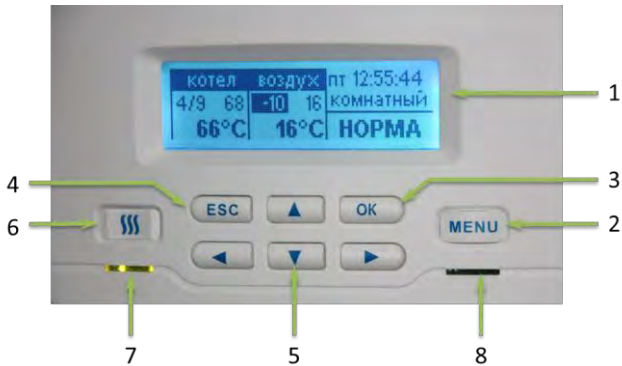 котел воздух пт 12:55:44
4/9 68 -10 16 комнатный
66°C 16°C НОРМА
1
4
ESC
OK
3
6
MENU
2
7
5
8